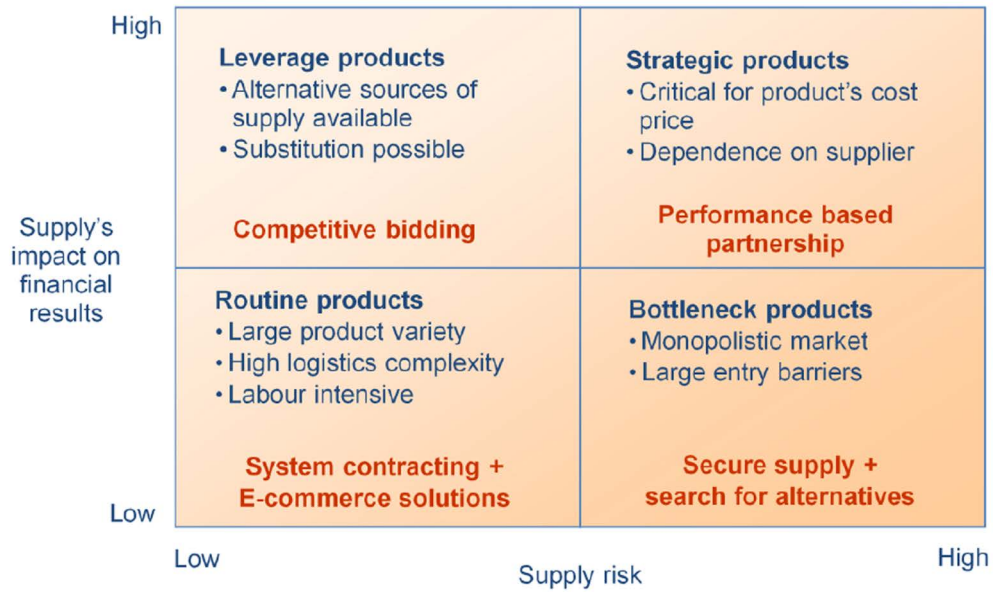 High
Leverage products
• Alternative sources of
supply available
• Substitution possible
Competitive bidding
Strategic products
• Critical for product's cost
price
• Dependence on supplier
Performance based
partnership
Supply's
impact on
financial
results
Routine products
• Large product variety
• High logistics complexity
• Labour intensive
System contracting +
E-commerce solutions
Bottleneck products
• Monopolistic market
• Large entry barriers
Secure supply +
search for alternatives
Low
Low
Supply risk
High